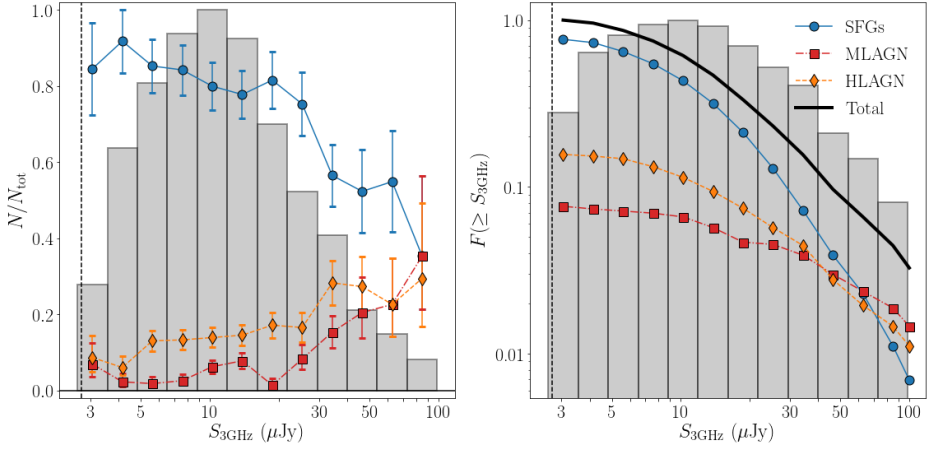 1.0
0.8
0.6
0.4
0.2
0.0
N/N_tot
3 5 10 30 50 100
S_3GHz (μJy)
1.0
0.1
0.01
F(≥ S_3GHz)
SFGs
MLAGN
HLAGN
Total
3 5 10 30 50 100
S_3GHz (μJy)